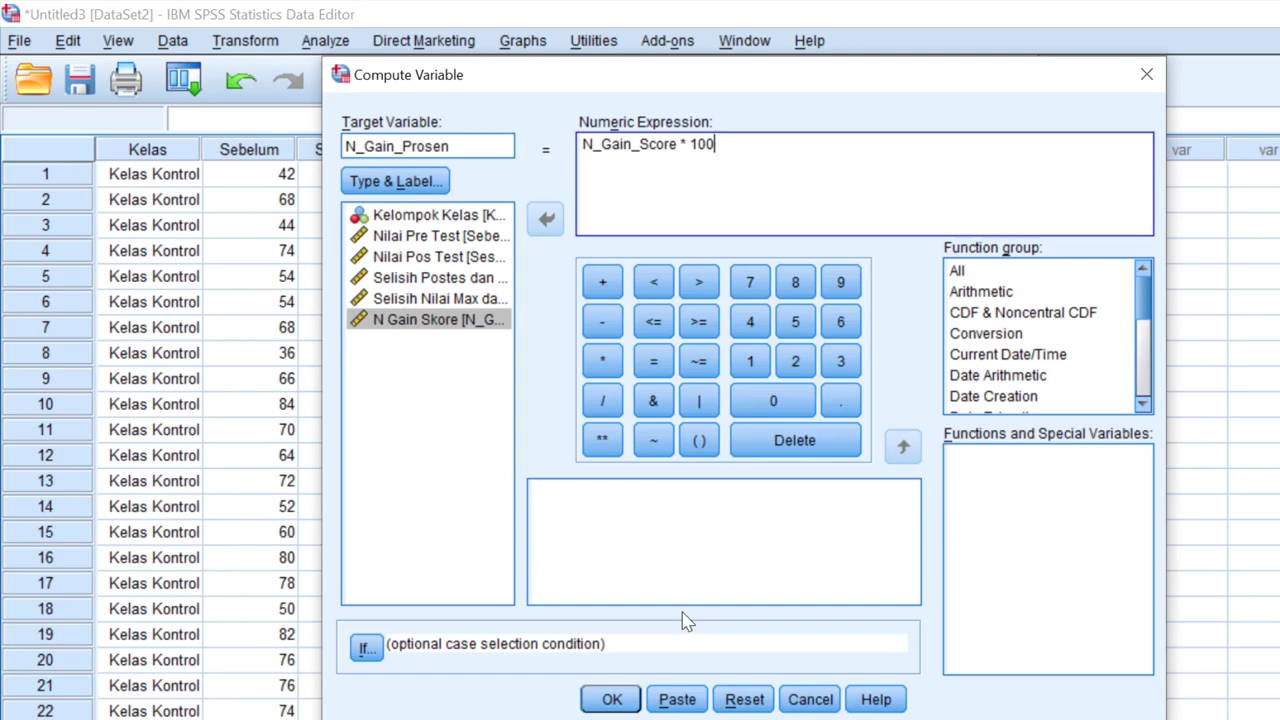 *Untitled3 [DataSet2] - IBM SPSS Statistics Data Editor
File Edit View Data Transform Analyze Direct Marketing Graphs Utilities Add-ons Window Help
Compute Variable
Target Variable:
N_Gain_Prosen
=
Numeric Expression:
N_Gain_Score * 100
Type & Label...
Kelompok Kelas [K...
Nilai Pre Test [Sebe...
Nilai Pos Test [Ses...
Selisih Postes dan ...
Selisih Nilai Max da...
N Gain Skore [N_G...
+ < > 7 8 9
- <= >= 4 5 6
* = ~= 1 2 3
/ & | 0 .
** ~ ( ) Delete
Function group:
All
Arithmetic
CDF & Noncentral CDF
Conversion
Current Date/Time
Date Arithmetic
Date Creation
Functions and Special Variables:
If... (optional case selection condition)
OK Paste Reset Cancel Help
Kelas Sebelum S var var
1 Kelas Kontrol 42
2 Kelas Kontrol 68
3 Kelas Kontrol 44
4 Kelas Kontrol 74
5 Kelas Kontrol 54
6 Kelas Kontrol 54
7 Kelas Kontrol 68
8 Kelas Kontrol 36
9 Kelas Kontrol 66
10 Kelas Kontrol 84
11 Kelas Kontrol 70
12 Kelas Kontrol 64
13 Kelas Kontrol 72
14 Kelas Kontrol 52
15 Kelas Kontrol 60
16 Kelas Kontrol 80
17 Kelas Kontrol 78
18 Kelas Kontrol 50
19 Kelas Kontrol 82
20 Kelas Kontrol 76
21 Kelas Kontrol 76
22 Kelas Kontrol 74